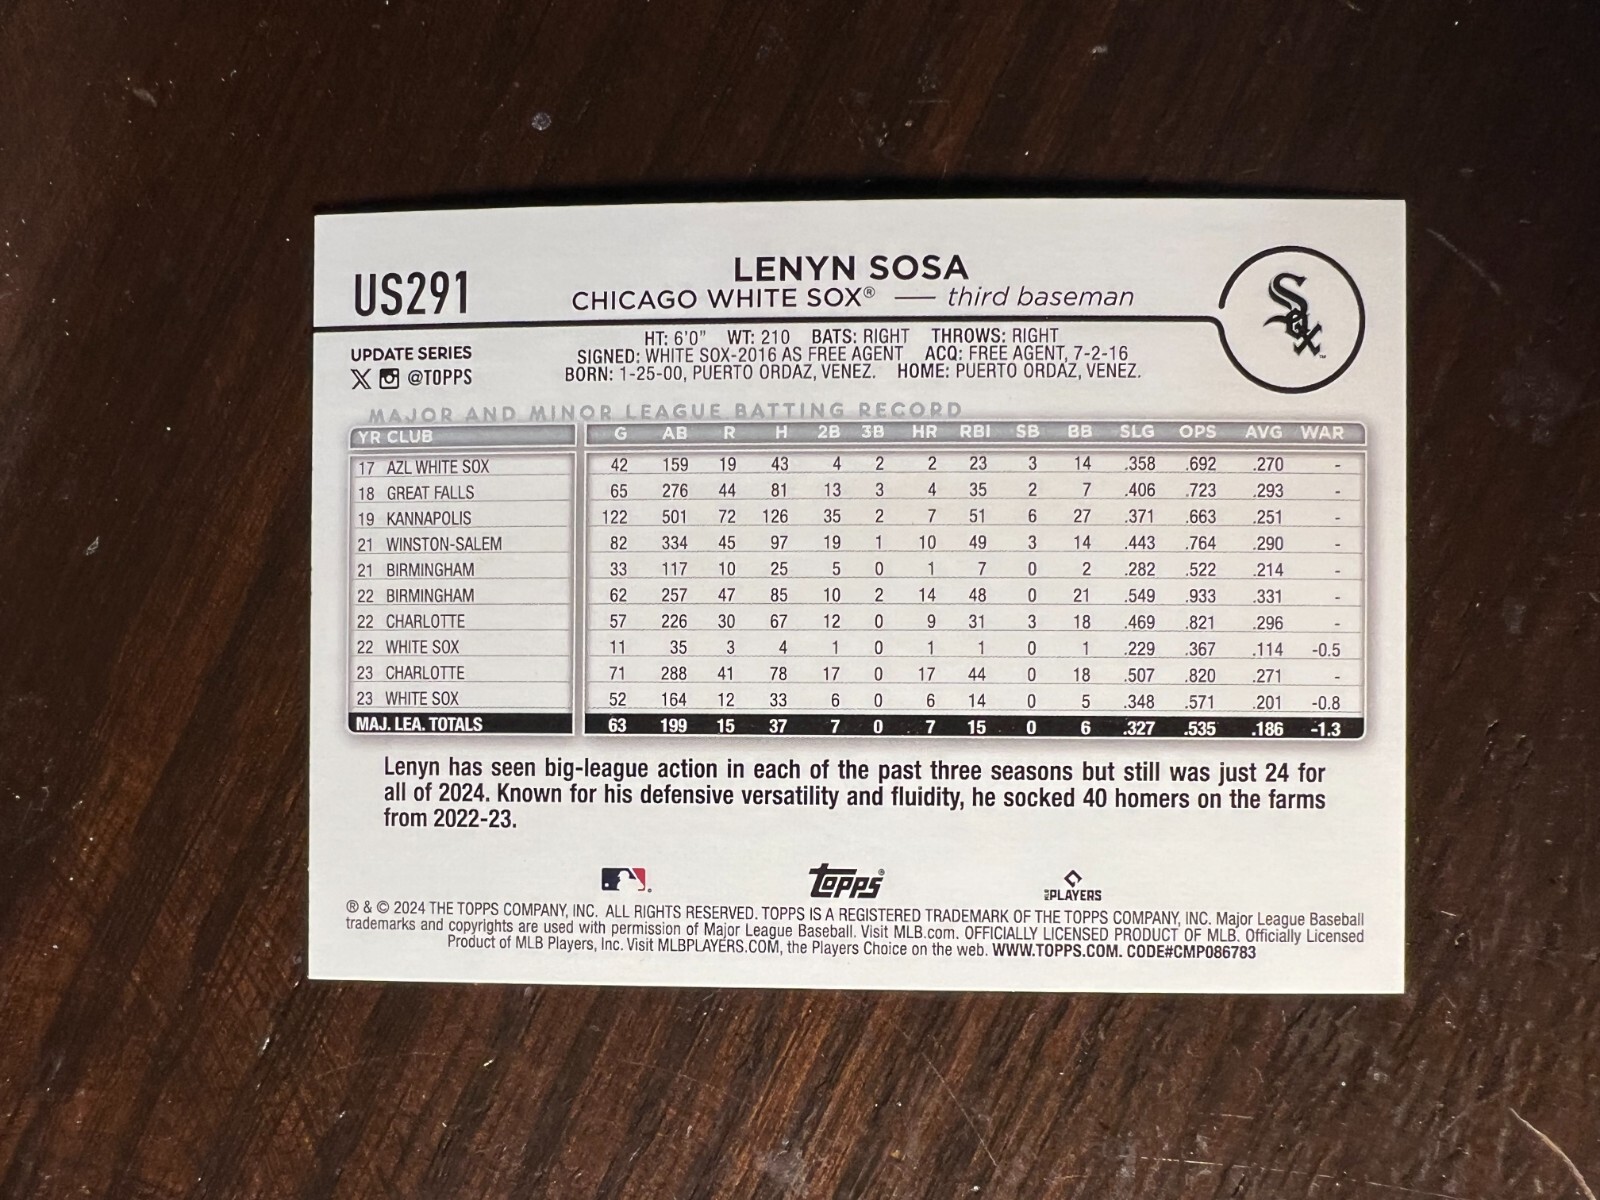 US291
LENYN SOSA
CHICAGO WHITE SOX® — third baseman
Sox™
UPDATE SERIES
X @TOPPS
HT: 6'0" WT: 210 BATS: RIGHT THROWS: RIGHT
SIGNED: WHITE SOX-2016 AS FREE AGENT ACQ: FREE AGENT, 7-2-16
BORN: 1-25-00, PUERTO ORDAZ, VENEZ. HOME: PUERTO ORDAZ, VENEZ.
MAJOR AND MINOR LEAGUE BATTING RECORD
YR CLUB G AB R H 2B 3B HR RBI SB BB SLG OPS AVG WAR
17 AZL WHITE SOX 42 159 19 43 4 2 2 23 3 14 .358 .692 .270 -
18 GREAT FALLS 65 276 44 81 13 3 4 35 2 7 .406 .723 .293 -
19 KANNAPOLIS 122 501 72 126 35 2 7 51 6 27 .371 .663 .251 -
21 WINSTON-SALEM 82 334 45 97 19 1 10 49 3 14 .443 .764 .290 -
21 BIRMINGHAM 33 117 10 25 5 0 1 7 0 2 .282 .522 .214 -
22 BIRMINGHAM 62 257 47 85 10 2 14 48 0 21 .549 .933 .331 -
22 CHARLOTTE 57 226 30 67 12 0 9 31 3 18 .469 .821 .296 -
22 WHITE SOX 11 35 3 4 1 0 1 1 0 1 .229 .367 .114 -0.5
23 CHARLOTTE 71 288 41 78 17 0 17 44 0 18 .507 .820 .271 -
23 WHITE SOX 52 164 12 33 6 0 6 14 0 5 .348 .571 .201 -0.8
MAJ. LEA. TOTALS 63 199 15 37 7 0 7 15 0 6 .327 .535 .186 -1.3
Lenyn has seen big-league action in each of the past three seasons but still was just 24 for
all of 2024. Known for his defensive versatility and fluidity, he socked 40 homers on the farms
from 2022-23.
topps®
MLB PLAYERS
® & © 2024 THE TOPPS COMPANY, INC. ALL RIGHTS RESERVED. TOPPS IS A REGISTERED TRADEMARK OF THE TOPPS COMPANY, INC. Major League Baseball
trademarks and copyrights are used with permission of Major League Baseball. Visit MLB.com. OFFICIALLY LICENSED PRODUCT OF MLB. Officially Licensed
Product of MLB Players, Inc. Visit MLBPLAYERS.COM, the Players Choice on the web. WWW.TOPPS.COM. CODE#CMP086783